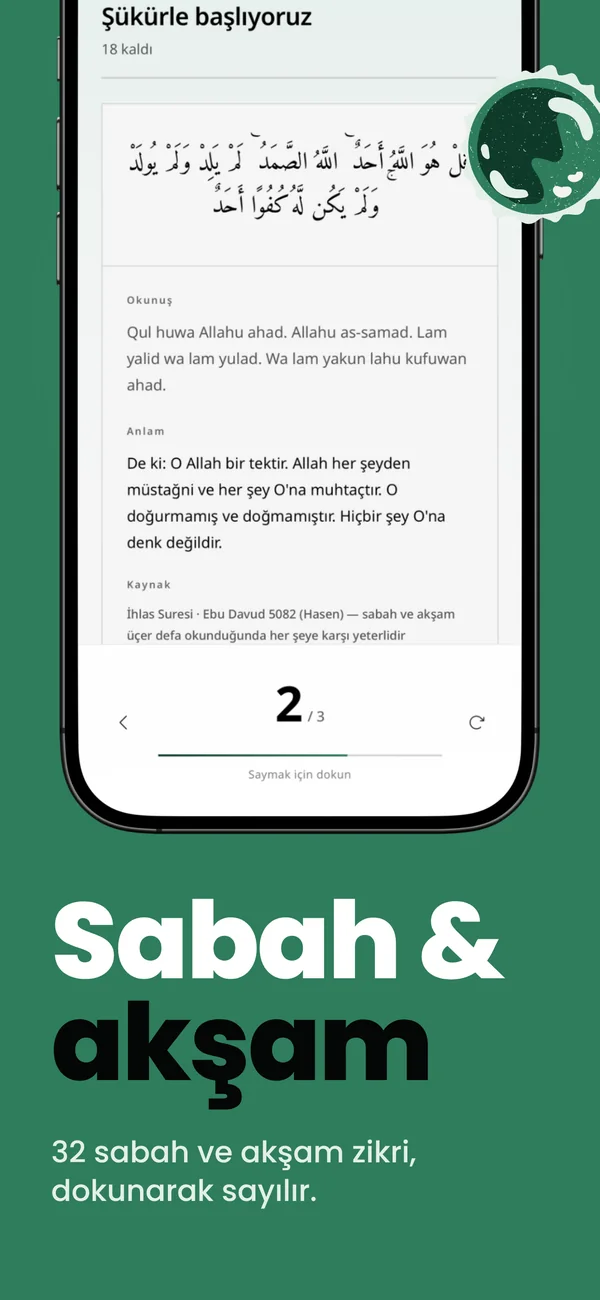 Şükürle başlıyoruz
18 kaldı
قُلْ هُوَ اللَّهُ أَحَدٌ ۝ اللَّهُ الصَّمَدُ ۝ لَمْ يَلِدْ وَلَمْ يُولَدْ
وَلَمْ يَكُن لَّهُ كُفُوًا أَحَدٌ
Okunuş
Qul huwa Allahu ahad. Allahu as-samad. Lam
yalid wa lam yulad. Wa lam yakun lahu kufuwan
ahad.
Anlam
De ki: O Allah bir tektir. Allah her şeyden
müstağni ve her şey O'na muhtaçtır. O
doğurmamış ve doğmamıştır. Hiçbir şey O'na
denk değildir.
Kaynak
İhlas Suresi · Ebu Davud 5082 (Hasen) — sabah ve akşam
üçer defa okunduğunda her şeye karşı yeterlidir
2 / 3
Saymak için dokun
Sabah &
akşam
32 sabah ve akşam zikri,
dokunarak sayılır.